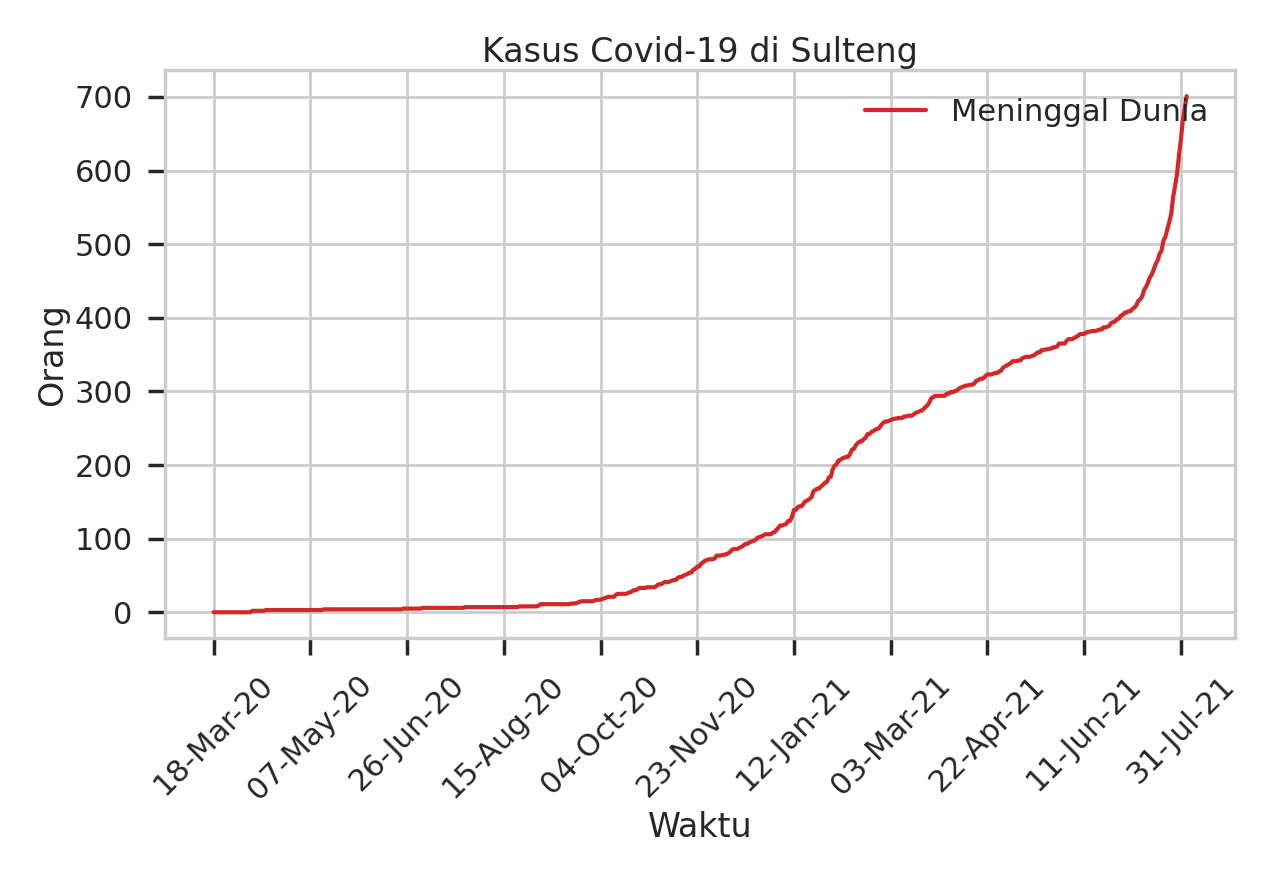 Kasus Covid-19 di Sulteng
Meninggal Dunia
Orang
700
600
500
400
300
200
100
0
18-Mar-20
07-May-20
26-Jun-20
15-Aug-20
04-Oct-20
23-Nov-20
12-Jan-21
03-Mar-21
22-Apr-21
11-Jun-21
31-Jul-21
Waktu